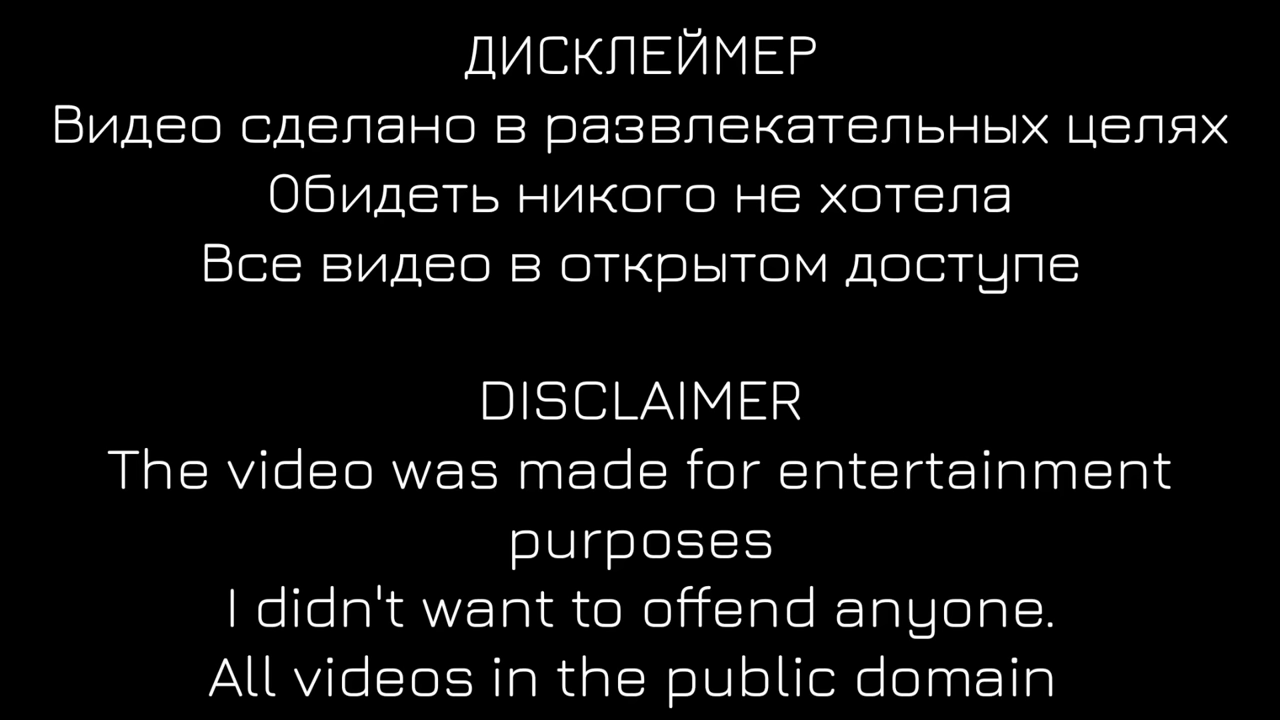 ДИСКЛЕЙМЕР
Видео сделано в развлекательных целях
Обидеть никого не хотела
Все видео в открытом доступе
DISCLAIMER
The video was made for entertainment
purposes
I didn't want to offend anyone.
All videos in the public domain